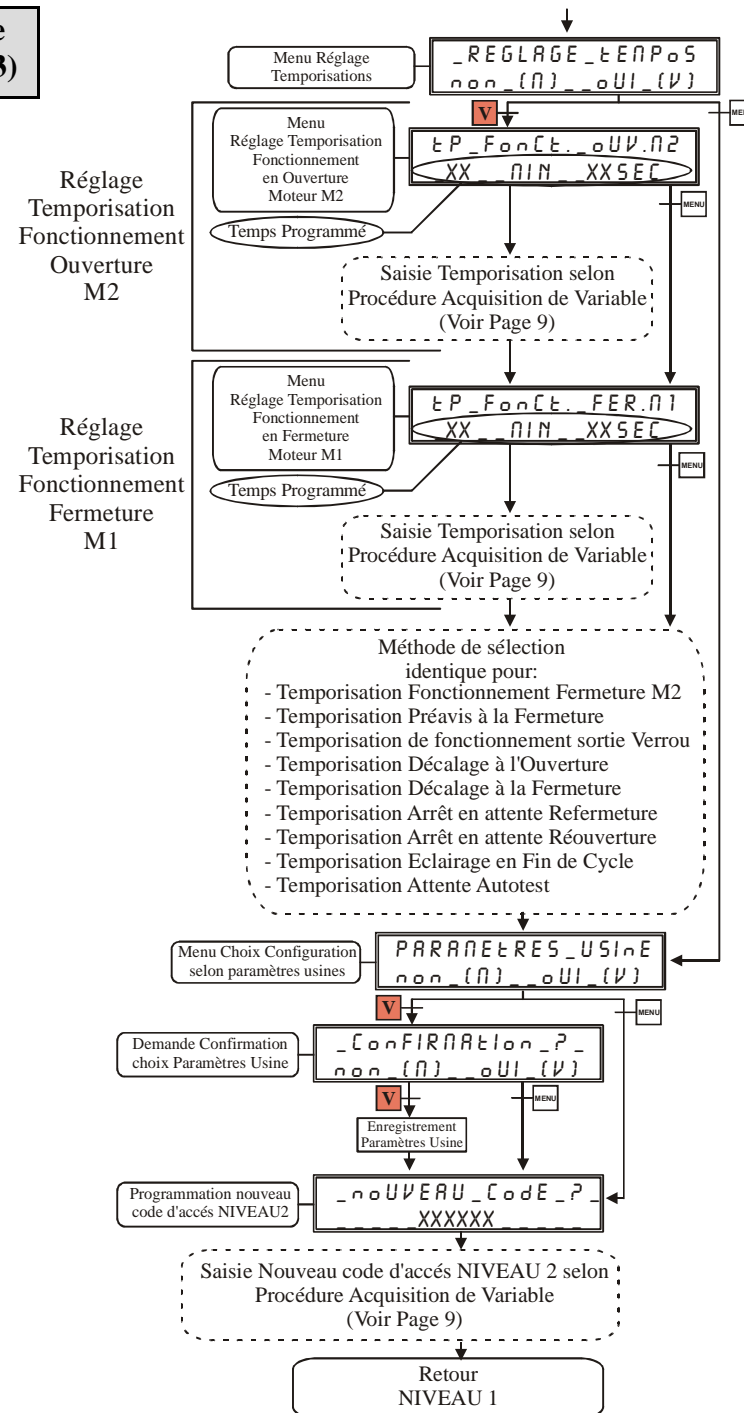 e
3)
Menu Réglage
Temporisations
_REGLAGE_tEMPoS
non_(M)__oUI_(V)
V
MENU
Réglage
Temporisation
Fonctionnement
Ouverture
M2
Menu
Réglage Temporisation
Fonctionnement
en Ouverture
Moteur M2
tP_FonCt._oUV.M2
_XX__MIN__XXSEC
MENU
Temps Programmé
Saisie Temporisation selon
Procédure Acquisition de Variable
(Voir Page 9)
Réglage
Temporisation
Fonctionnement
Fermeture
M1
Menu
Réglage Temporisation
Fonctionnement
en Fermeture
Moteur M1
tP_FonCt._FER.M1
_XX__MIN__XXSEC
MENU
Temps Programmé
Saisie Temporisation selon
Procédure Acquisition de Variable
(Voir Page 9)
Méthode de sélection
identique pour:
- Temporisation Fonctionnement Fermeture M2
- Temporisation Préavis à la Fermeture
- Temporisation de fonctionnement sortie Verrou
- Temporisation Décalage à l'Ouverture
- Temporisation Décalage à la Fermeture
- Temporisation Arrêt en attente Refermeture
- Temporisation Arrêt en attente Réouverture
- Temporisation Eclairage en Fin de Cycle
- Temporisation Attente Autotest
Menu Choix Configuration
selon paramètres usines
PARAMEtRES_USInE
non_(M)__oUI_(V)
V
MENU
Demande Confirmation
choix Paramètres Usine
_ConFIRMAtIon_?_
non_(M)__oUI_(V)
V
MENU
Enregistrement
Paramètres Usine
Programmation nouveau
code d'accés NIVEAU2
_noUVEAU_CodE_?_
_____XXXXXX_____
Saisie Nouveau code d'accés NIVEAU 2 selon
Procédure Acquisition de Variable
(Voir Page 9)
Retour
NIVEAU 1